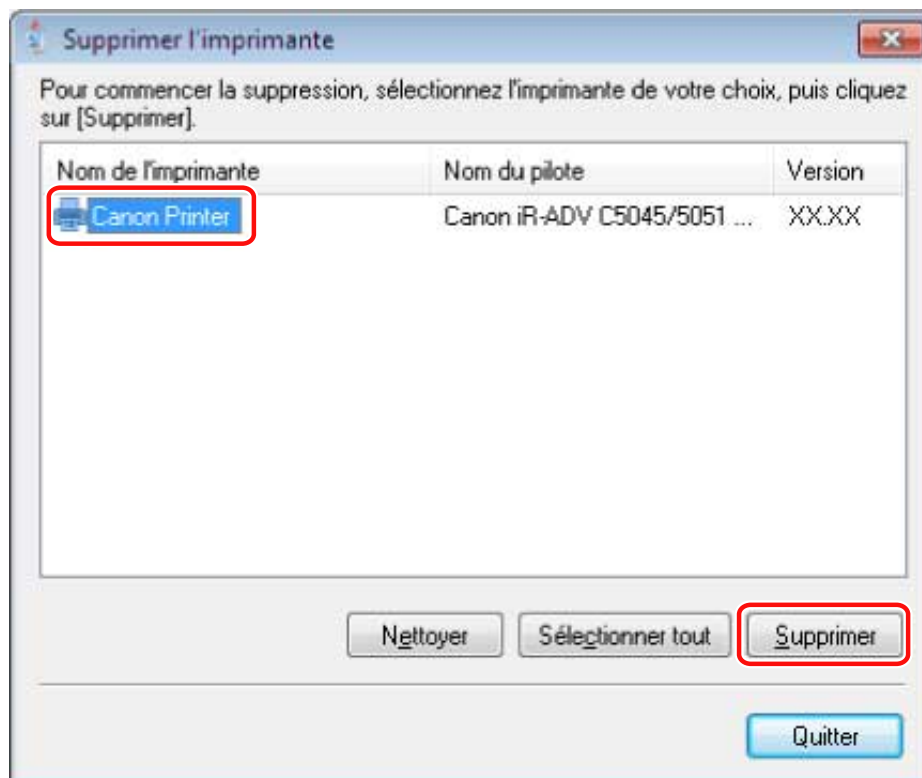 Supprimer l'imprimante
Pour commencer la suppression, sélectionnez l'imprimante de votre choix, puis cliquez
sur [Supprimer].
Nom de l'imprimante Nom du pilote Version
Canon Printer Canon iR-ADV C5045/5051 ... XX.XX
Nettoyer Sélectionner tout Supprimer
Quitter